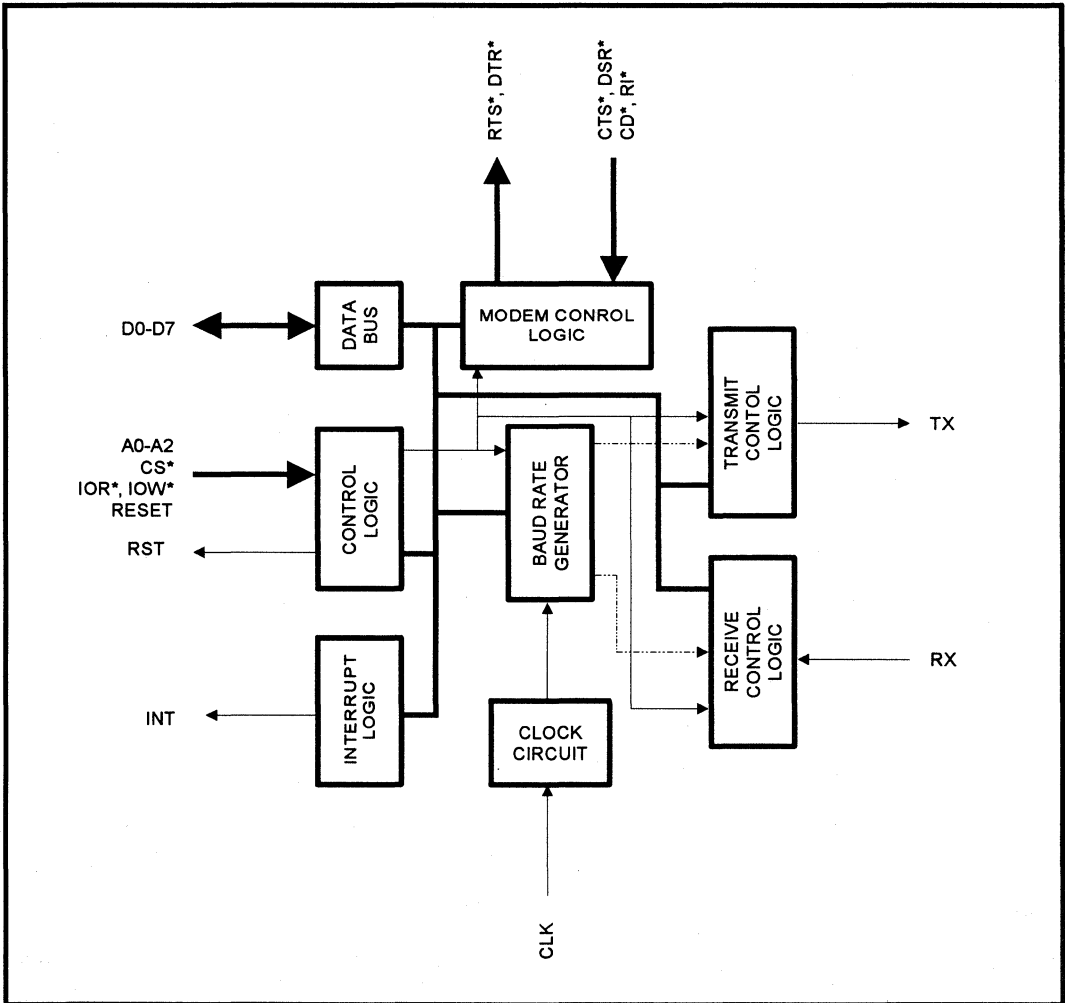 RTS*, DTR*
CTS*, DSR*
CD*, RI*
D0-D7
DATA
BUS
MODEM CONROL
LOGIC
A0-A2
CS*
IOR*, IOW*
RESET
RST
CONTROL
LOGIC
BAUD RATE
GENERATOR
TRANSMIT
CONTOL
LOGIC
TX
INT
INTERRUPT
LOGIC
CLOCK
CIRCUIT
RECEIVE
CONTROL
LOGIC
RX
CLK